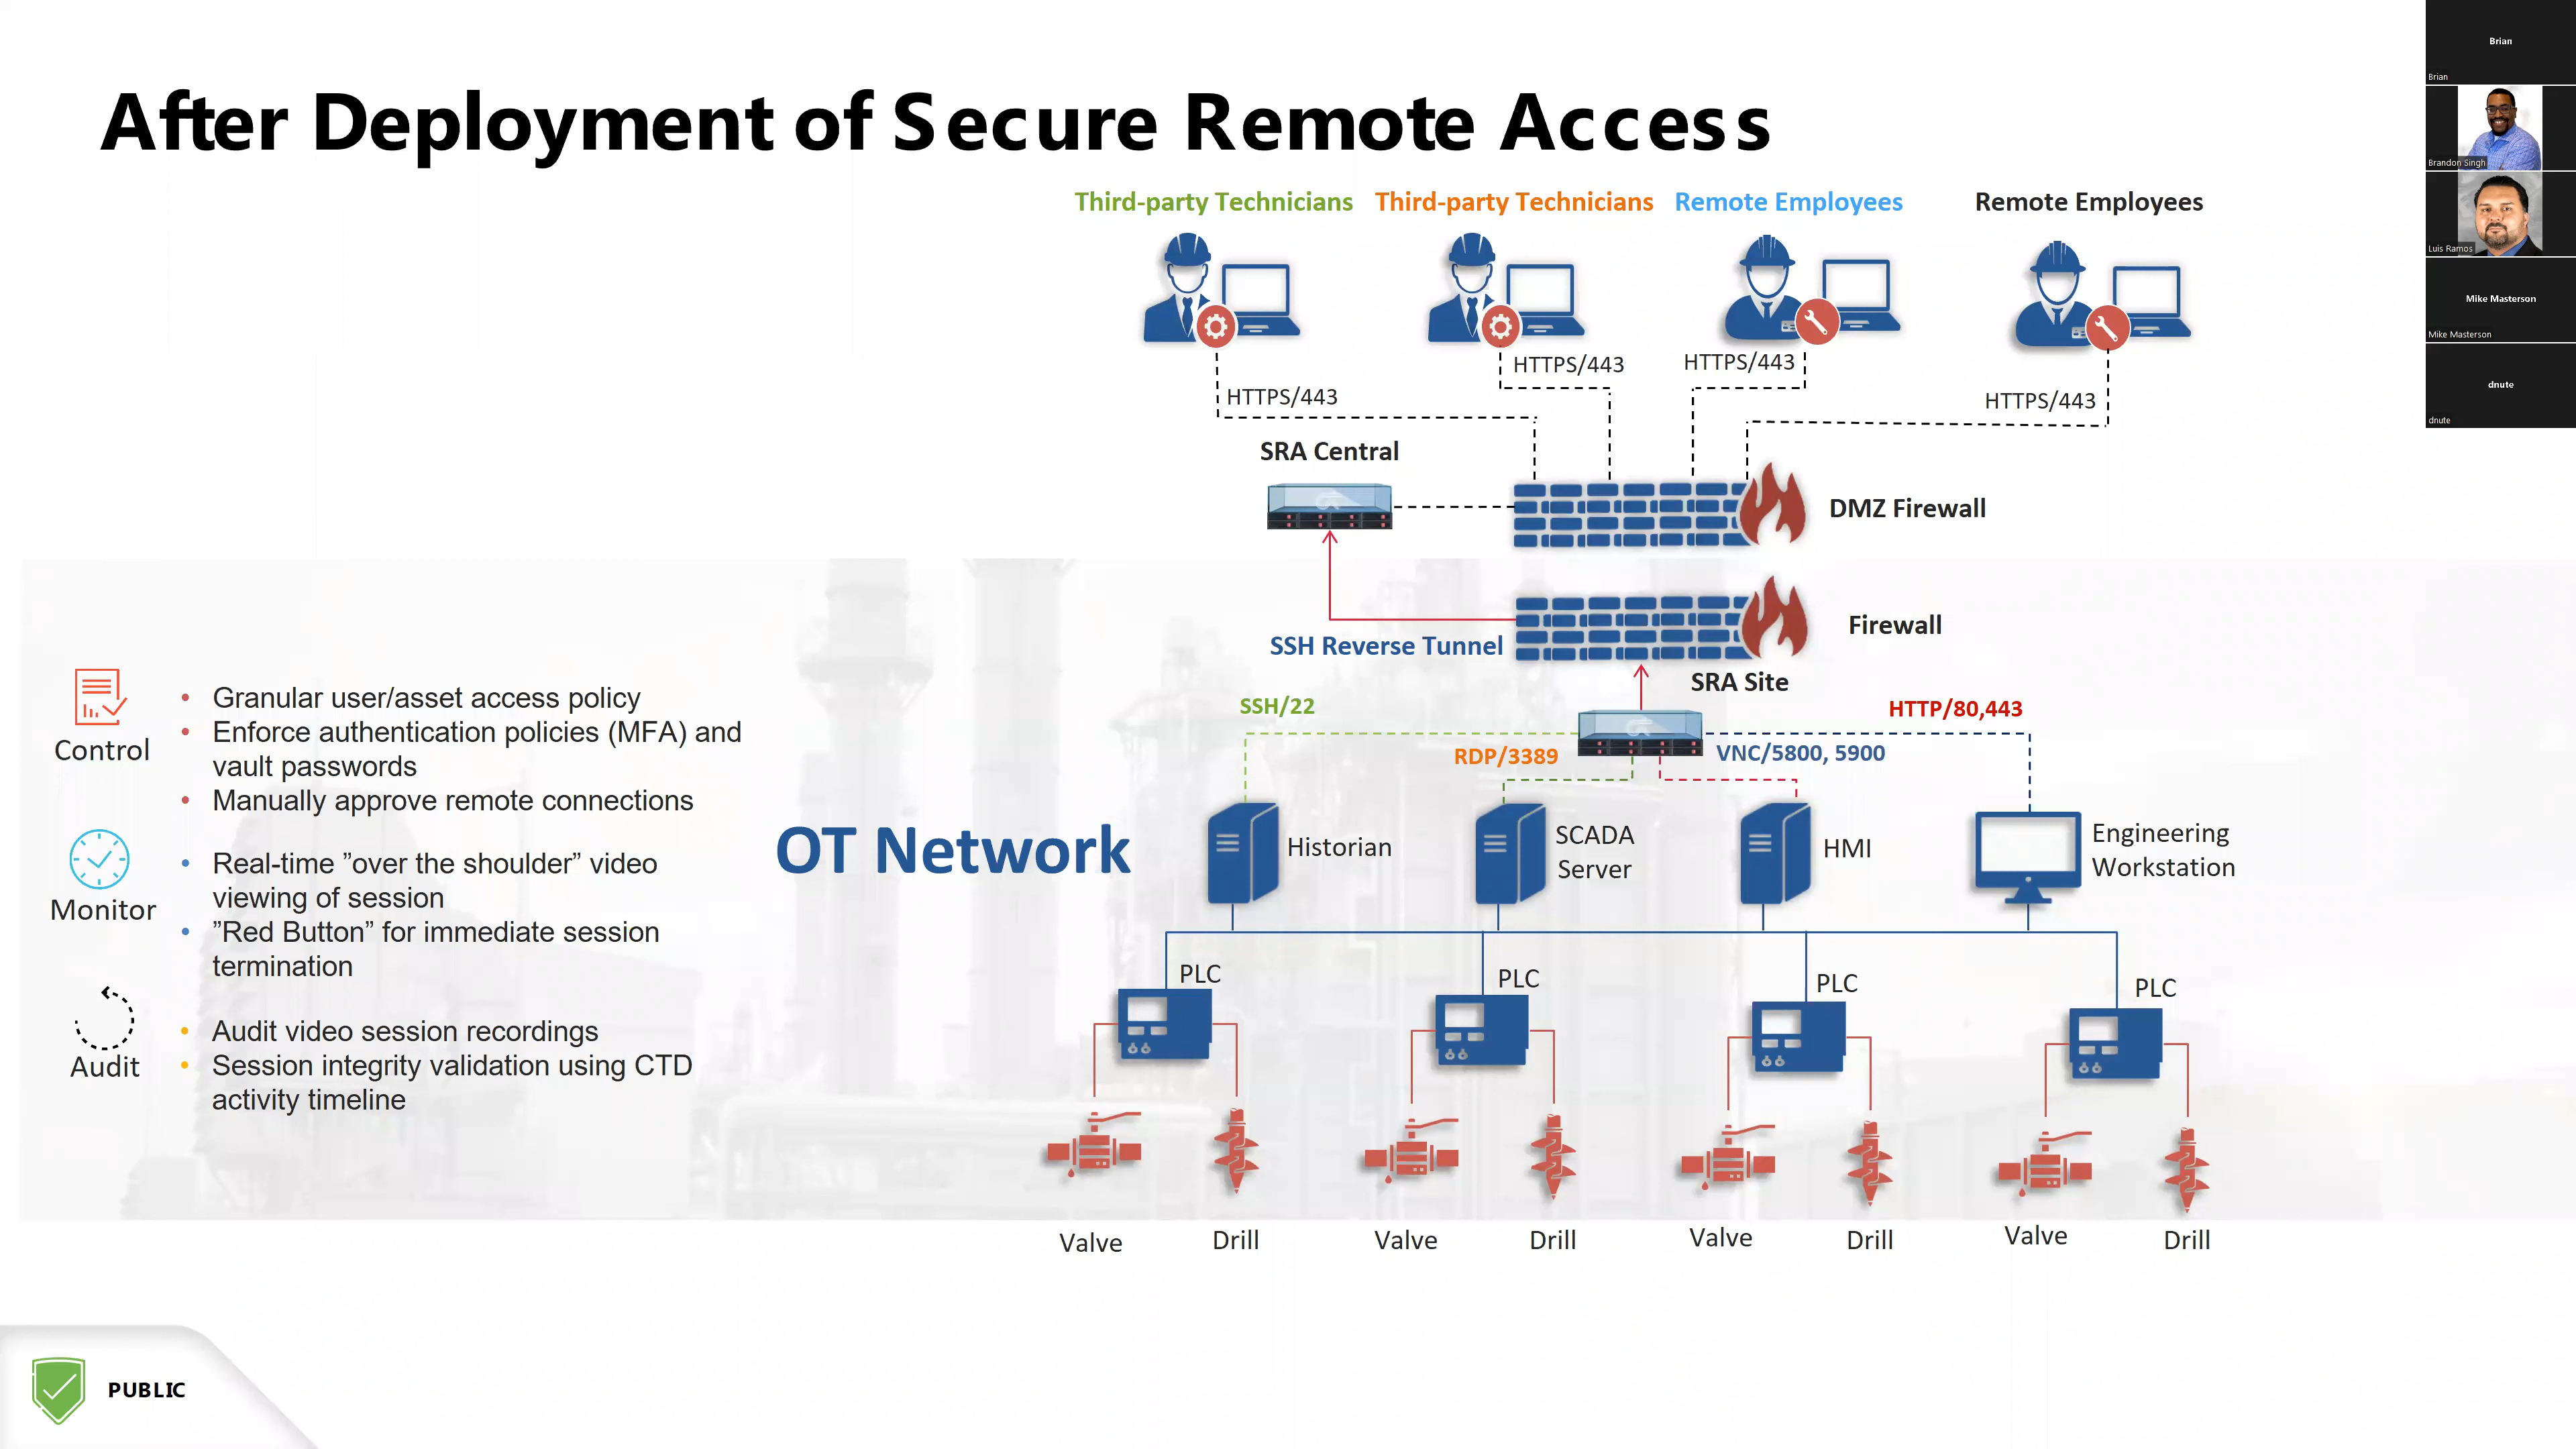 After Deployment of Secure Remote Access
Brian
Brian
Brandon Singh
Luis Ramos
Mike Masterson
Mike Masterson
dnute
dnute
Third-party Technicians
Third-party Technicians
Remote Employees
Remote Employees
HTTPS/443
HTTPS/443
HTTPS/443
HTTPS/443
SRA Central
DMZ Firewall
Firewall
SSH Reverse Tunnel
SRA Site
SSH/22
HTTP/80,443
RDP/3389
VNC/5800, 5900
Control
• Granular user/asset access policy
• Enforce authentication policies (MFA) and
vault passwords
• Manually approve remote connections
Monitor
• Real-time ”over the shoulder” video
viewing of session
• ”Red Button” for immediate session
termination
Audit
• Audit video session recordings
• Session integrity validation using CTD
activity timeline
OT Network
Historian
SCADA
Server
HMI
Engineering
Workstation
PLC
PLC
PLC
PLC
Valve
Drill
Valve
Drill
Valve
Drill
Valve
Drill
PUBLIC